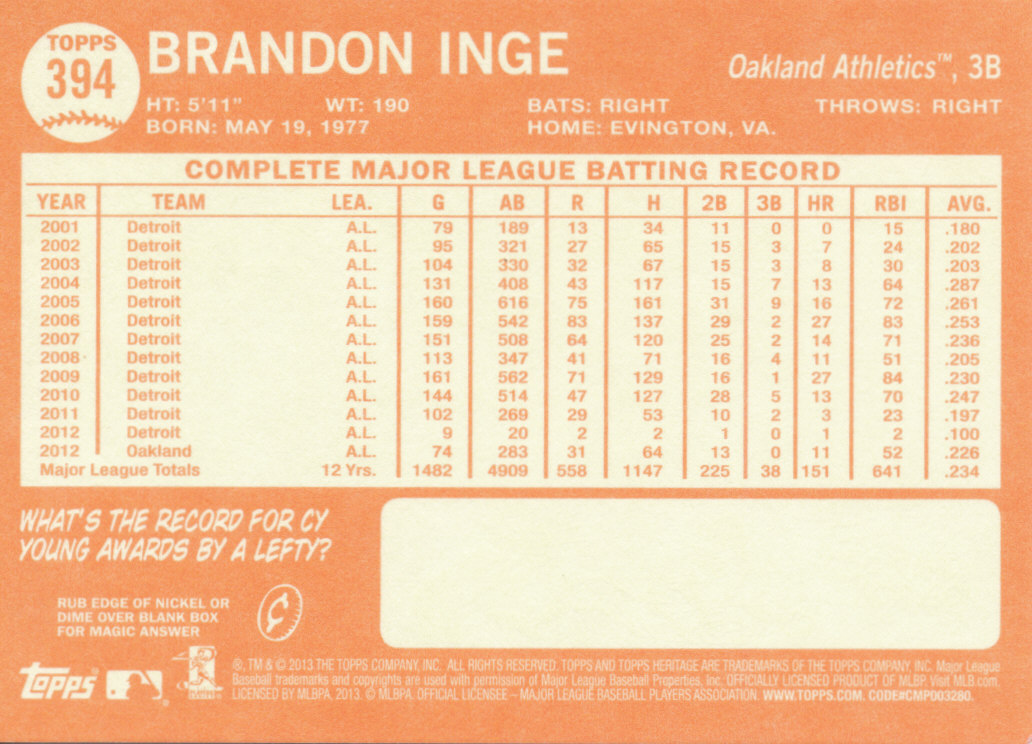 TOPPS
394
BRANDON INGE
Oakland Athletics™, 3B
HT: 5'11" WT: 190 BATS: RIGHT THROWS: RIGHT
BORN: MAY 19, 1977 HOME: EVINGTON, VA.
COMPLETE MAJOR LEAGUE BATTING RECORD
YEAR TEAM LEA. G AB R H 2B 3B HR RBI AVG.
2001 Detroit A.L. 79 189 13 34 11 0 0 15 .180
2002 Detroit A.L. 95 321 27 65 15 3 7 24 .202
2003 Detroit A.L. 104 330 32 67 15 3 8 30 .203
2004 Detroit A.L. 131 408 43 117 15 7 13 64 .287
2005 Detroit A.L. 160 616 75 161 31 9 16 72 .261
2006 Detroit A.L. 159 542 83 137 29 2 27 83 .253
2007 Detroit A.L. 151 508 64 120 25 2 14 71 .236
2008 Detroit A.L. 113 347 41 71 16 4 11 51 .205
2009 Detroit A.L. 161 562 71 129 16 1 27 84 .230
2010 Detroit A.L. 144 514 47 127 28 5 13 70 .247
2011 Detroit A.L. 102 269 29 53 10 2 3 23 .197
2012 Detroit A.L. 9 20 2 2 1 0 1 2 .100
2012 Oakland A.L. 74 283 31 64 13 0 11 52 .226
Major League Totals 12 Yrs. 1482 4909 558 1147 225 38 151 641 .234
WHAT'S THE RECORD FOR CY
YOUNG AWARDS BY A LEFTY?
RUB EDGE OF NICKEL OR
DIME OVER BLANK BOX
FOR MAGIC ANSWER
Topps
®, TM & © 2013 THE TOPPS COMPANY, INC. ALL RIGHTS RESERVED. TOPPS AND TOPPS HERITAGE ARE TRADEMARKS OF THE TOPPS COMPANY, INC. Major League
Baseball trademarks and copyrights are used with permission of Major League Baseball Properties, Inc. OFFICIALLY LICENSED PRODUCT OF MLBP. Visit MLB.com.
LICENSED BY MLBPA, 2013. © MLBPA. OFFICIAL LICENSEE – MAJOR LEAGUE BASEBALL PLAYERS ASSOCIATION. WWW.TOPPS.COM. CODE#CMP003280.